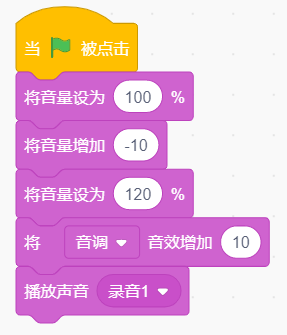 当 被点击
将音量设为 100 %
将音量增加 -10
将音量设为 120 %
将 音调 音效增加 10
播放声音 录音1